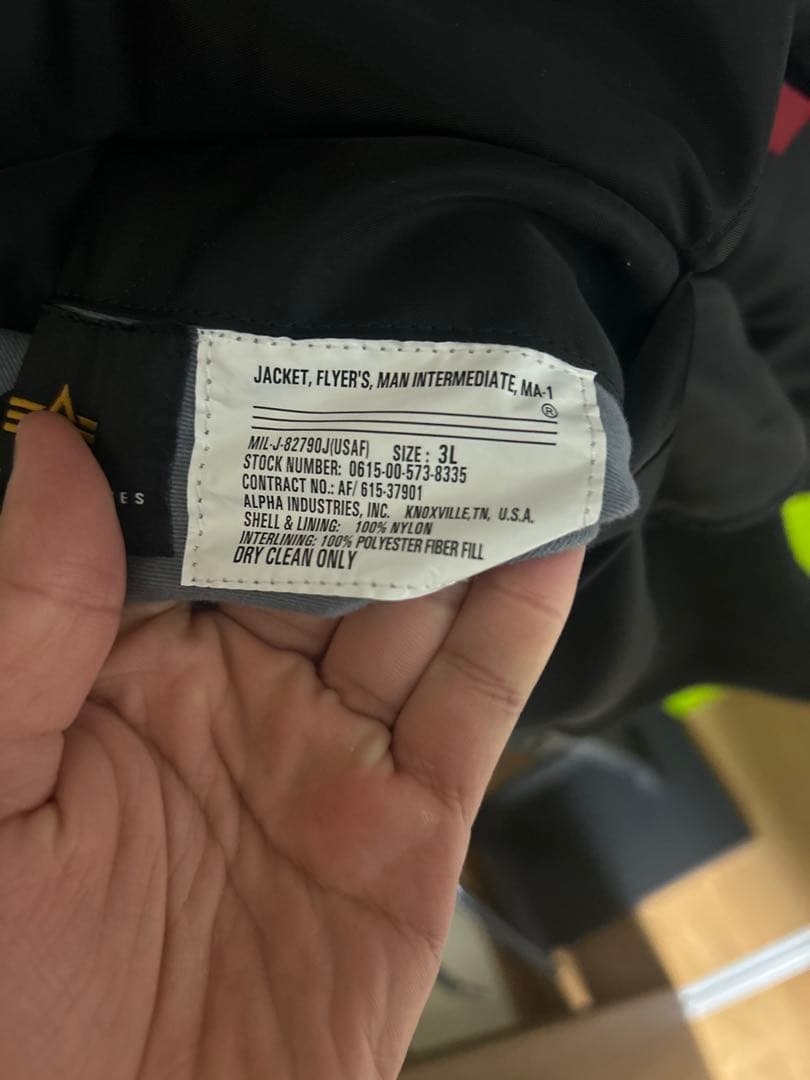 JACKET, FLYER'S, MAN INTERMEDIATE, MA-1
®
MIL-J-82790J(USAF) SIZE: 3L
STOCK NUMBER: 0615-00-573-8335
CONTRACT NO.: AF/ 615-37901
ALPHA INDUSTRIES, INC. KNOXVILLE, TN, U.S.A.
SHELL & LINING: 100% NYLON
INTERLINING: 100% POLYESTER FIBER FILL
DRY CLEAN ONLY